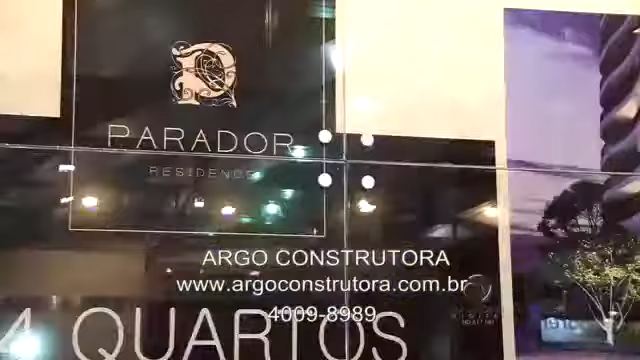 PARADOR
RESIDENCE
ARGO CONSTRUTORA
www.argoconstrutora.com.br
4009-8989
4 QUARTOS